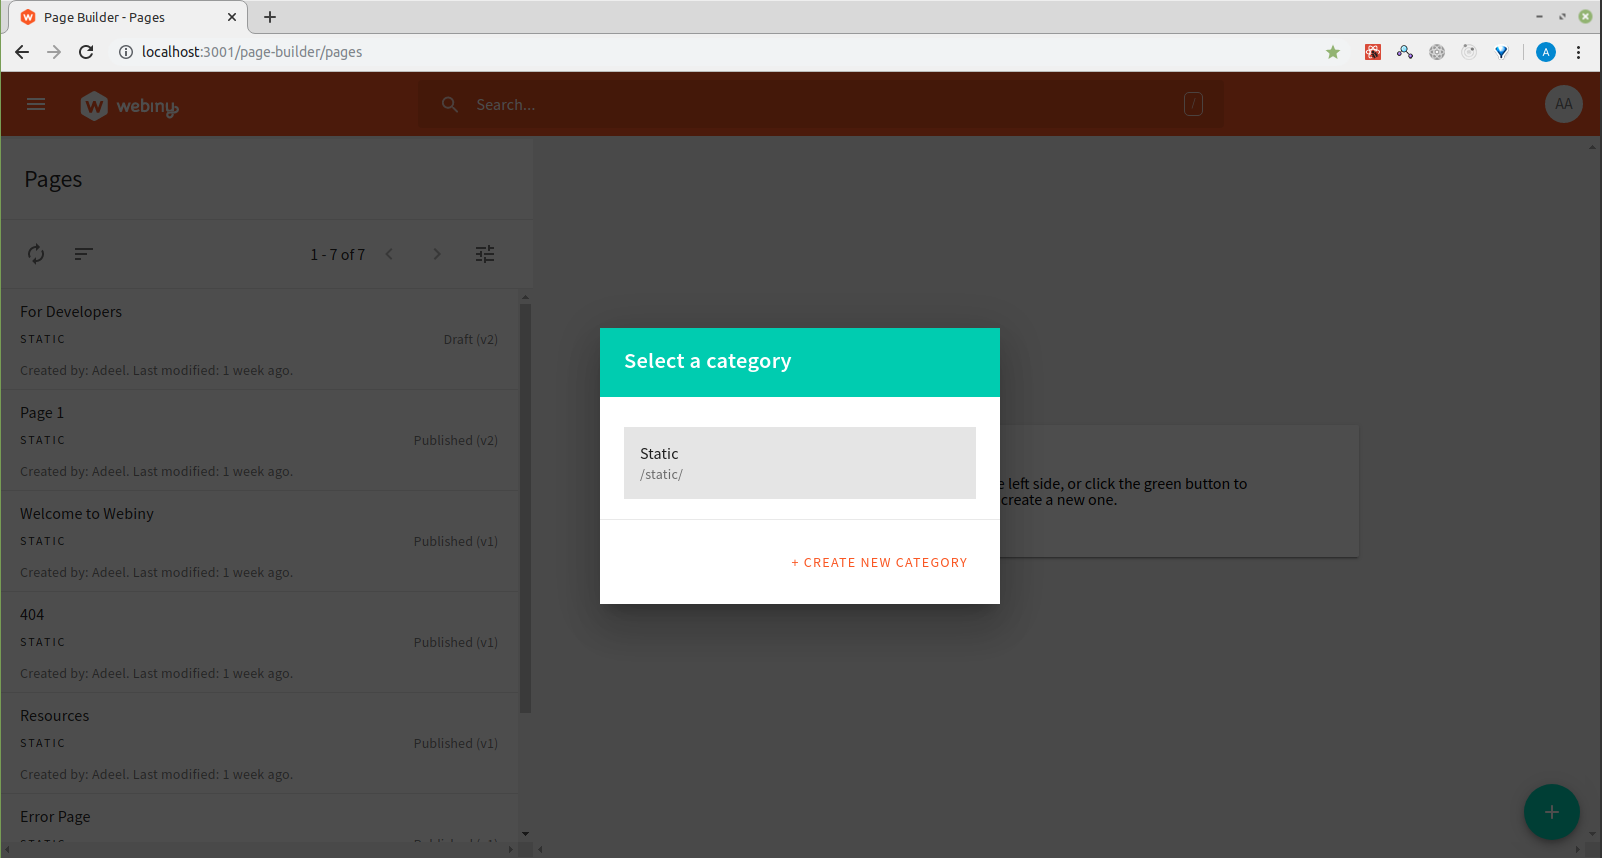 Page Builder - Pages
localhost:3001/page-builder/pages
A
webiny
Search...
/
AA
Pages
1 - 7 of 7
For Developers
STATIC
Draft (v2)
Created by: Adeel. Last modified: 1 week ago.
Page 1
STATIC
Published (v2)
Created by: Adeel. Last modified: 1 week ago.
Welcome to Webiny
STATIC
Published (v1)
Created by: Adeel. Last modified: 1 week ago.
404
STATIC
Published (v1)
Created by: Adeel. Last modified: 1 week ago.
Resources
STATIC
Published (v1)
Created by: Adeel. Last modified: 1 week ago.
Error Page
STATIC
Select a category
Static
/static/
+ CREATE NEW CATEGORY
left side, or click the green button to
create a new one.